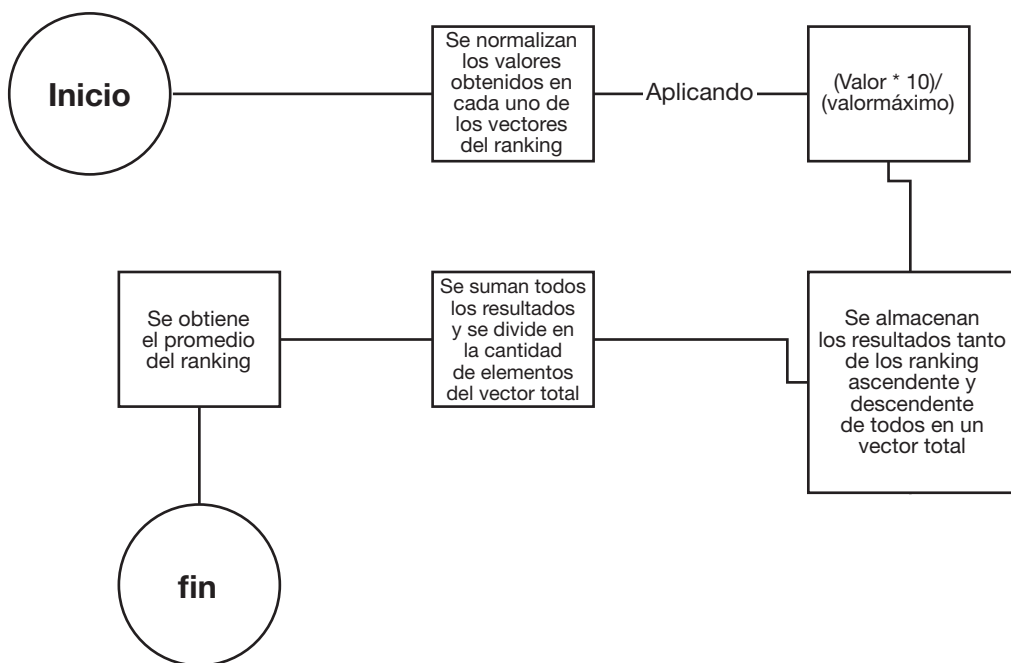 Inicio
Se normalizan
los valores
obtenidos en
cada uno de
los vectores
del ranking
Aplicando
(Valor * 10)/
(valormáximo)
Se almacenan
los resultados tanto
de los ranking
ascendente y
descendente
de todos en un
vector total
Se suman todos
los resultados
y se divide en
la cantidad
de elementos
del vector total
Se obtiene
el promedio
del ranking
fin